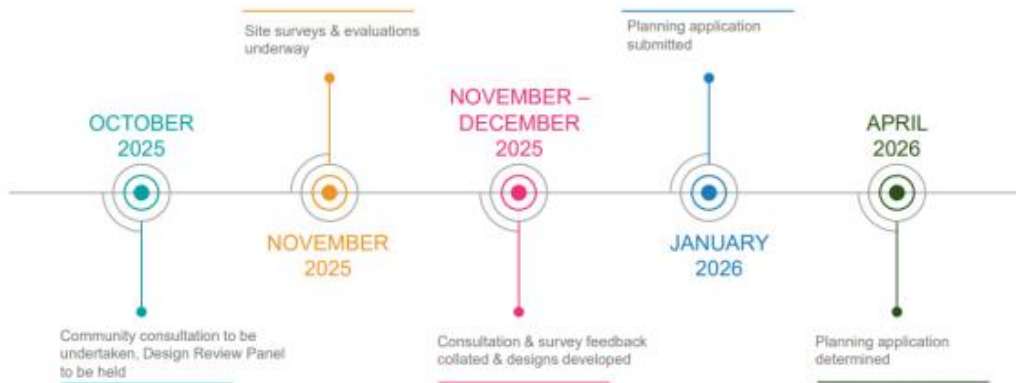 OCTOBER
2025
Community consultation to be
undertaken, Design Review Panel
to be held
Site surveys & evaluations
underway
NOVEMBER
2025
NOVEMBER –
DECEMBER
2025
Consultation & survey feedback
collated & designs developed
Planning application
submitted
JANUARY
2026
APRIL
2026
Planning application
determined